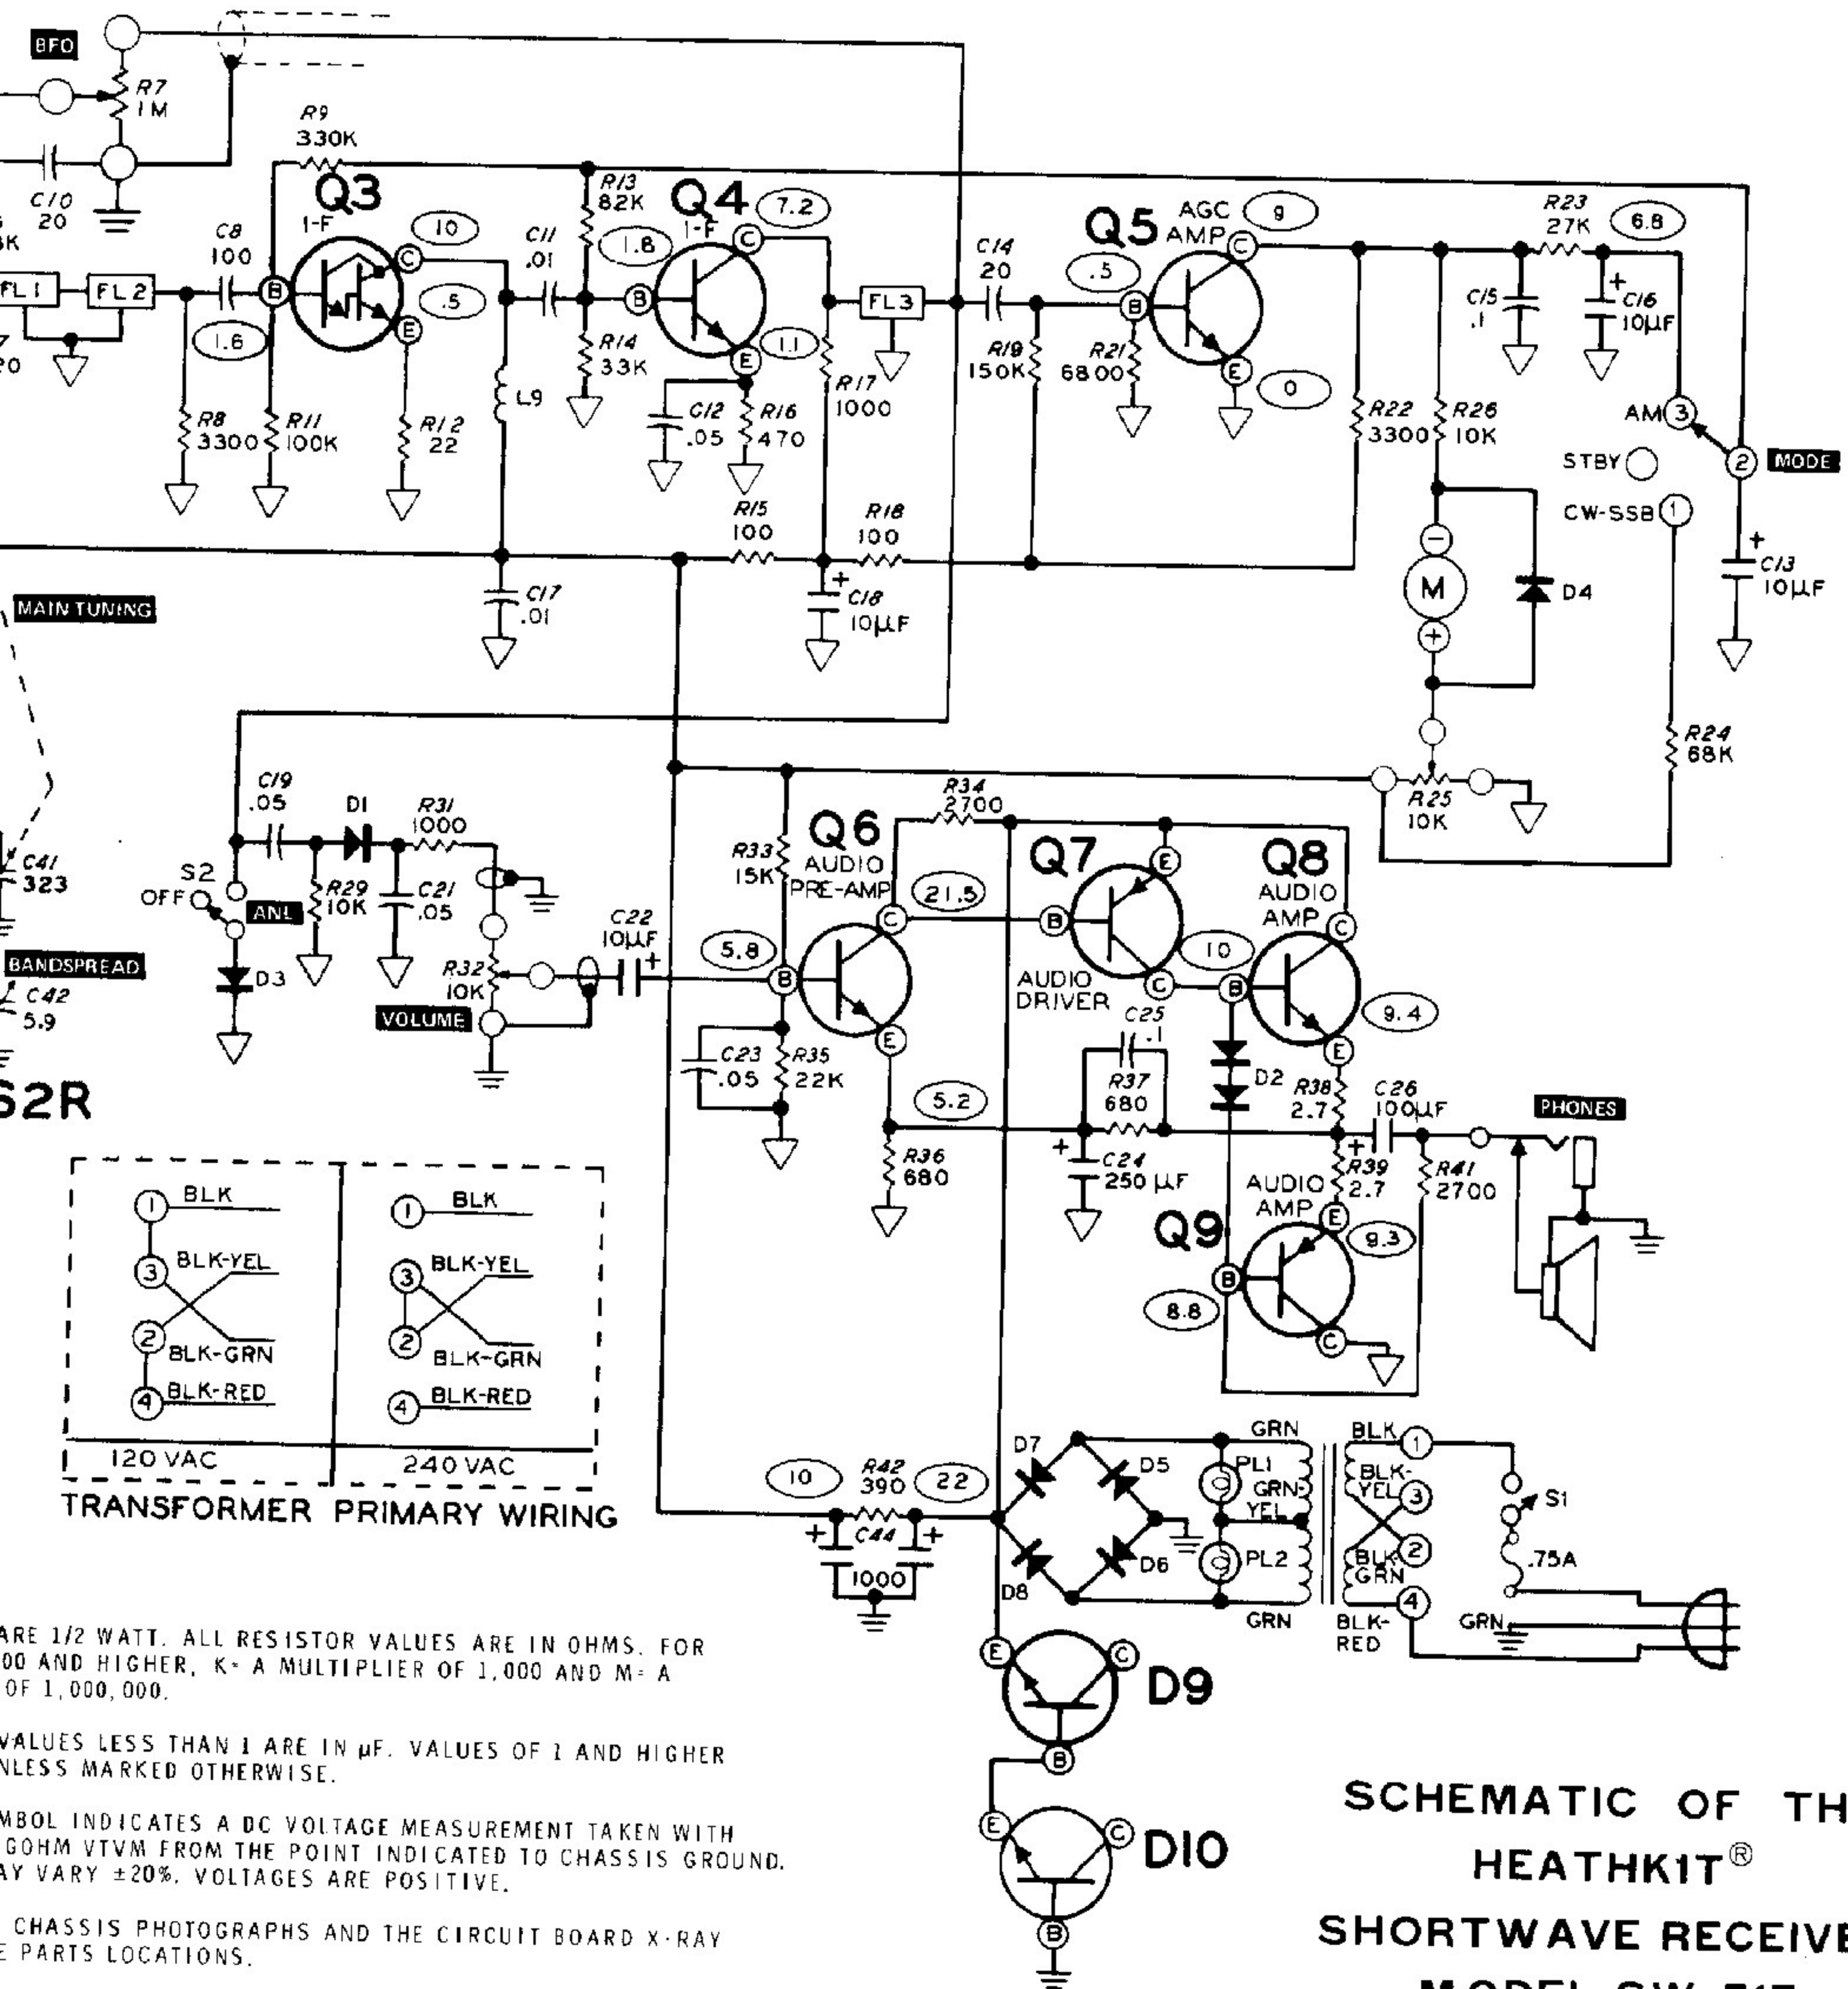 BFO
R7
1M
C10
20
R9
330K
Q3
I-F
10
.5
C8
100
FL1
FL2
B
C
E
1.6
R8
3300
R11
100K
R12
22
L9
C11
.01
R13
82K
1.8
R14
33K
Q4
I-F
7.2
B
C
E
1.1
C12
.05
R16
470
R17
1000
FL3
C14
20
R19
150K
Q5
AGC
AMP
9
.5
B
C
E
0
R21
6800
R22
3300
R26
10K
R23
27K
6.8
C15
.1
C16
10µF
AM
3
STBY
2
MODE
CW-SSB
1
C13
10µF
R15
100
R18
100
C17
.01
C18
10µF
M
D4
MAIN TUNING
R24
68K
R25
10K
C41
323
BANDSPREAD
C42
5.9
S2R
C19
.05
D1
R31
1000
S2
OFF
ANL
D3
R29
10K
C21
.05
R32
10K
VOLUME
C22
10µF
R33
15K
5.8
Q6
AUDIO
PRE-AMP
B
C
E
R34
2700
21.5
Q7
AUDIO
DRIVER
B
E
C
10
Q8
AUDIO
AMP
B
C
E
9.4
C23
.05
R35
22K
5.2
R36
680
C25
.1
R37
680
C24
250 µF
D2
R38
2.7
C26
100µF
R39
2.7
R41
2700
PHONES
Q9
AUDIO
AMP
B
E
C
9.3
8.8
1 BLK
3 BLK-YEL
2 BLK-GRN
4 BLK-RED
120 VAC
1 BLK
3 BLK-YEL
2 BLK-GRN
4 BLK-RED
240 VAC
TRANSFORMER PRIMARY WIRING
10
R42
390
22
C44
1000
D7
D5
D8
D6
PL1
PL2
GRN
GRN-
YEL
GRN
BLK
1
BLK-
YEL
3
2
BLK-
GRN
4
BLK-
RED
S1
.75A
GRN
E
C
B
D9
E
C
B
D10
ARE 1/2 WATT. ALL RESISTOR VALUES ARE IN OHMS. FOR
00 AND HIGHER, K= A MULTIPLIER OF 1,000 AND M= A
OF 1,000,000.
VALUES LESS THAN 1 ARE IN µF. VALUES OF 1 AND HIGHER
NLESS MARKED OTHERWISE.
MBOL INDICATES A DC VOLTAGE MEASUREMENT TAKEN WITH
GOHM VTVM FROM THE POINT INDICATED TO CHASSIS GROUND.
AY VARY ±20%. VOLTAGES ARE POSITIVE.
CHASSIS PHOTOGRAPHS AND THE CIRCUIT BOARD X-RAY
E PARTS LOCATIONS.
SCHEMATIC OF TH
HEATHKIT®
SHORTWAVE RECEIVE